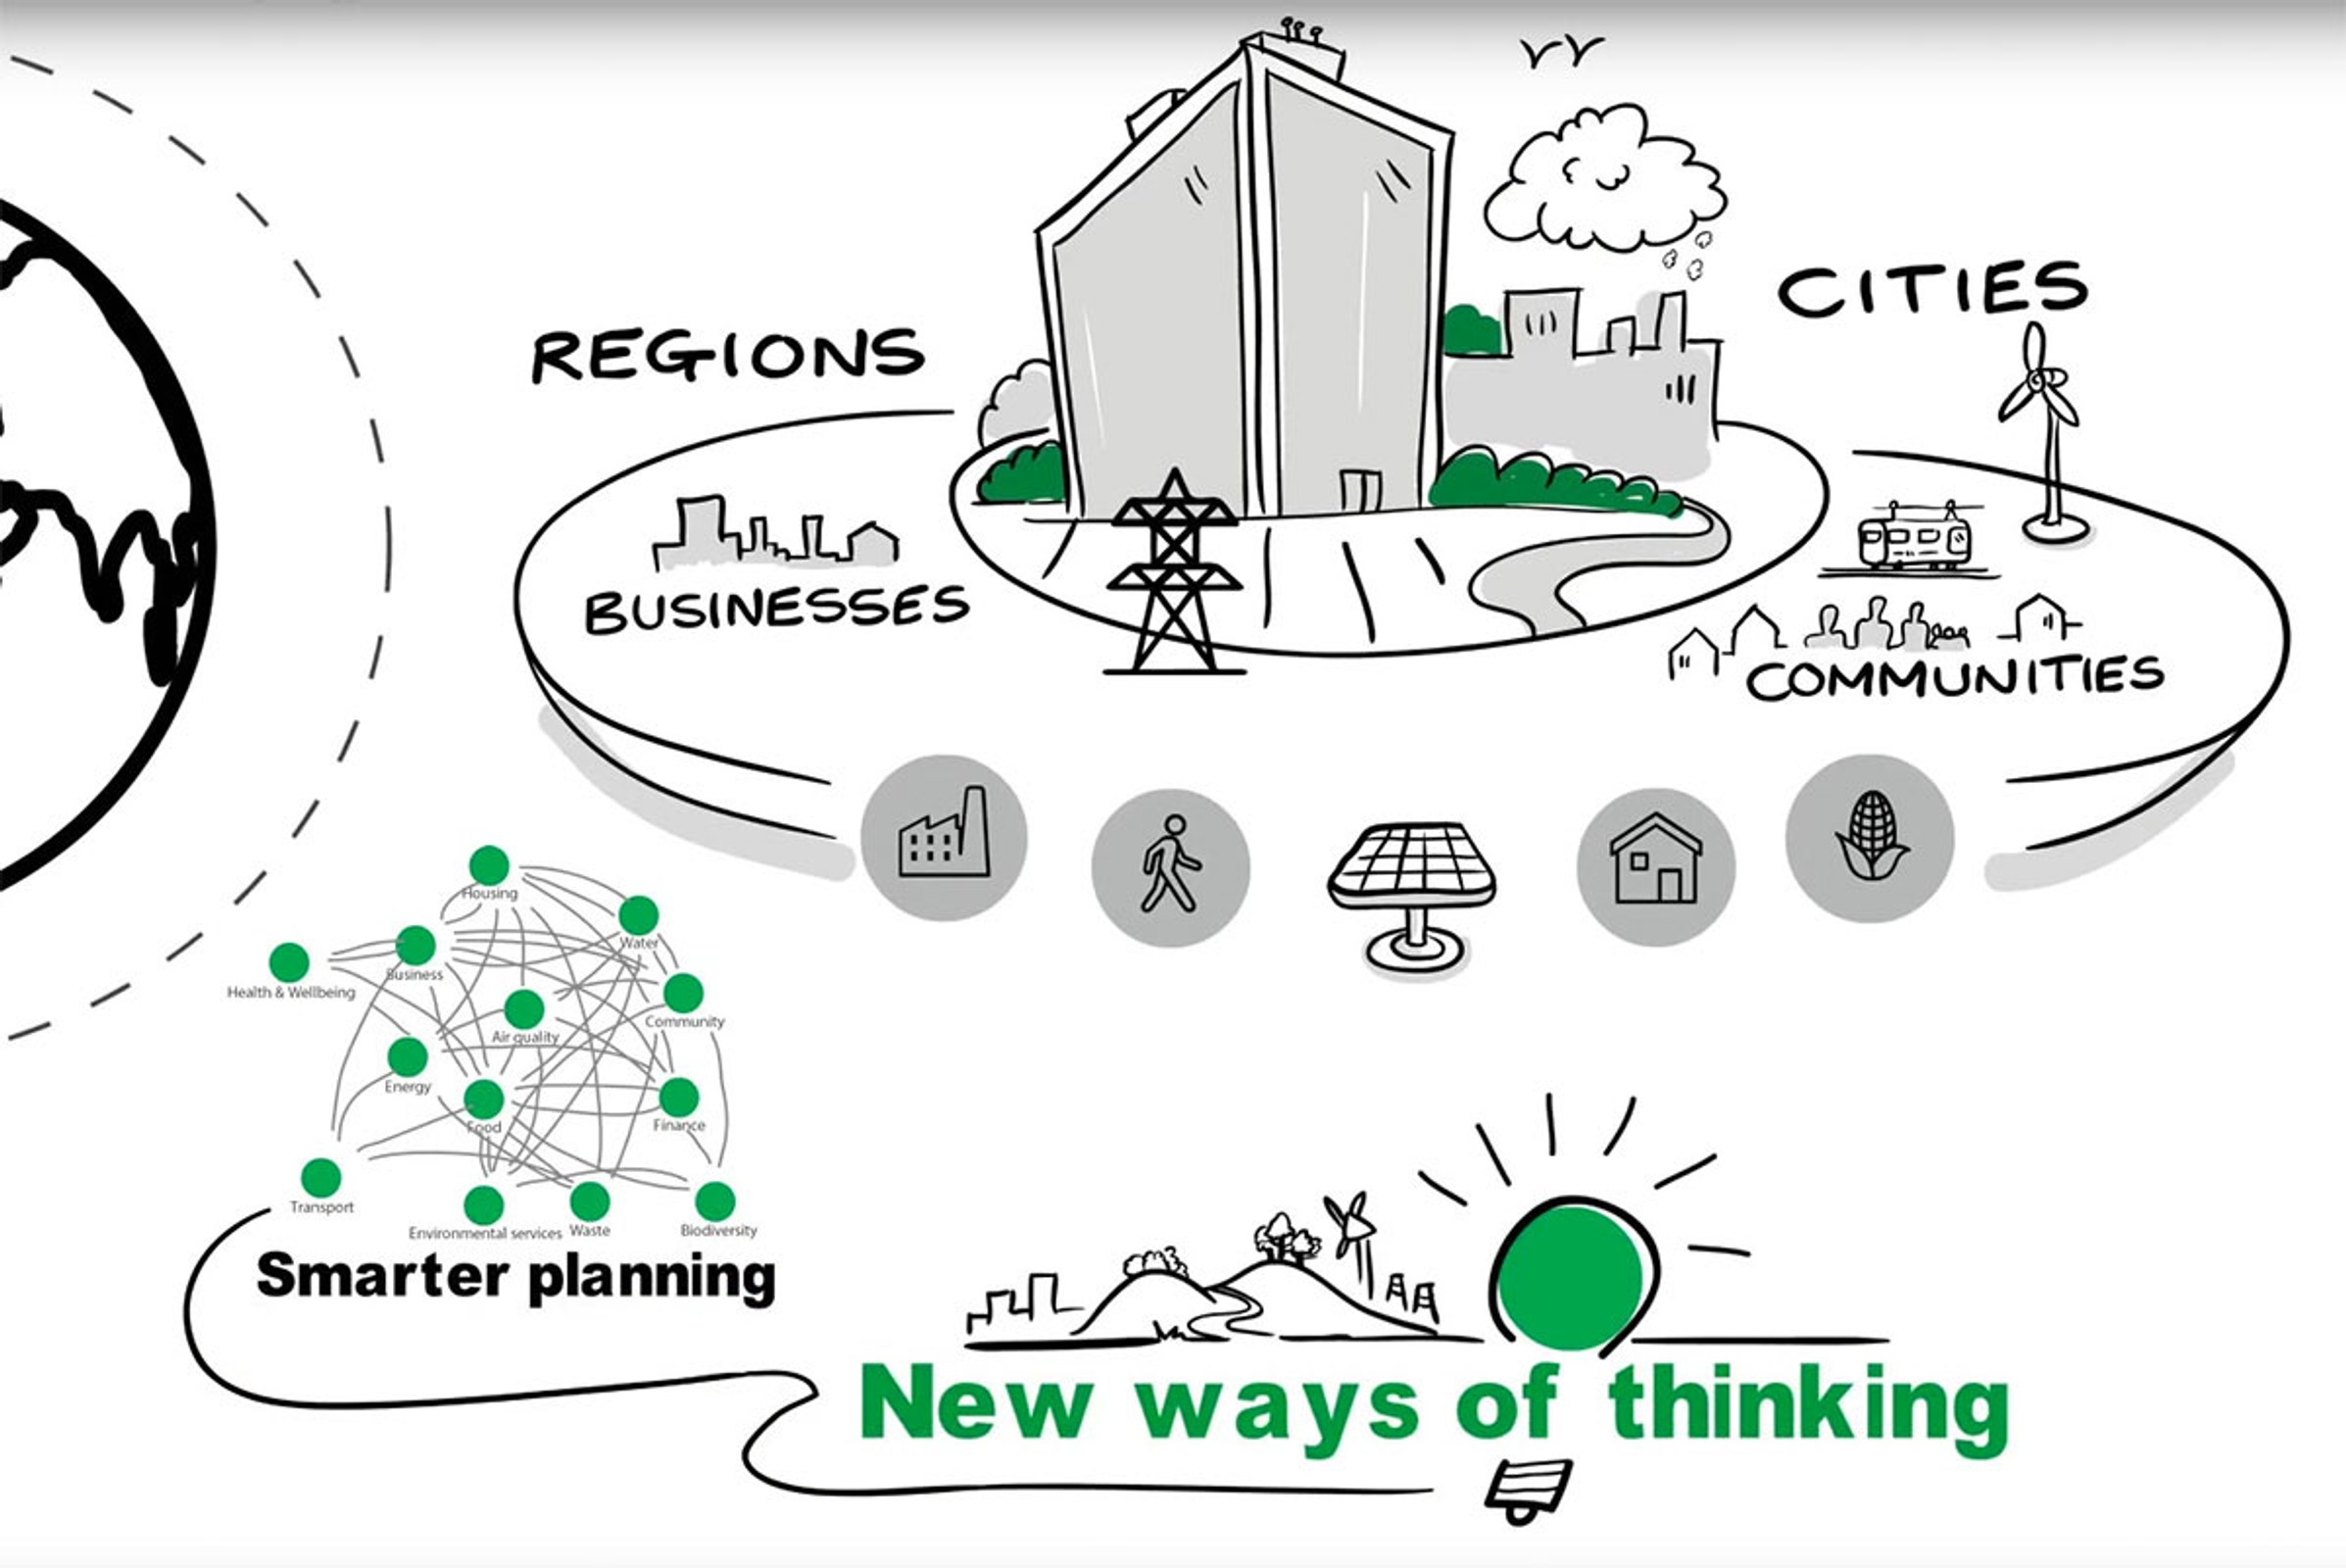 CITIES
REGIONS
BUSINESSES
COMMUNITIES
Housing
Water
Business
Health & Wellbeing
Community
Air quality
Energy
Food
Finance
Transport
Environmental services
Waste
Biodiversity
Smarter planning
New ways of thinking